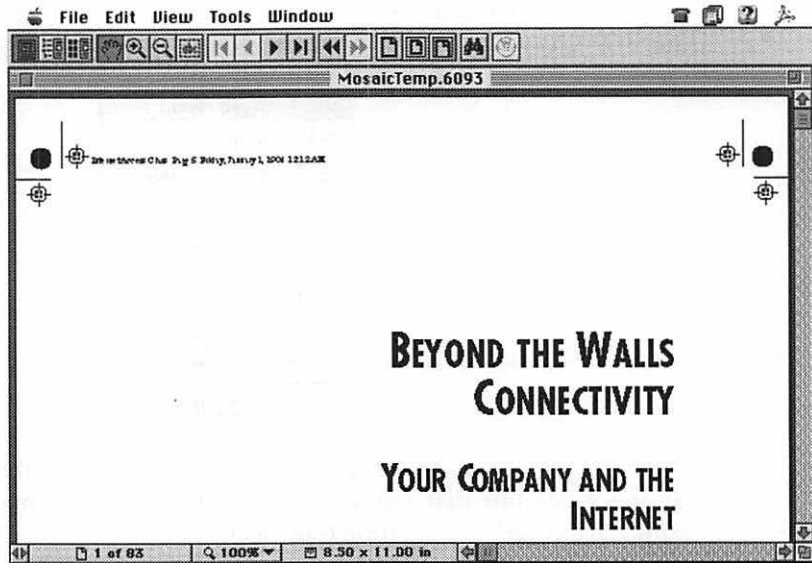 File Edit View Tools Window
abc
MosaicTemp.6093
BEYOND THE WALLS
CONNECTIVITY
YOUR COMPANY AND THE
INTERNET
1 of 83 100% 8.50 x 11.00 in